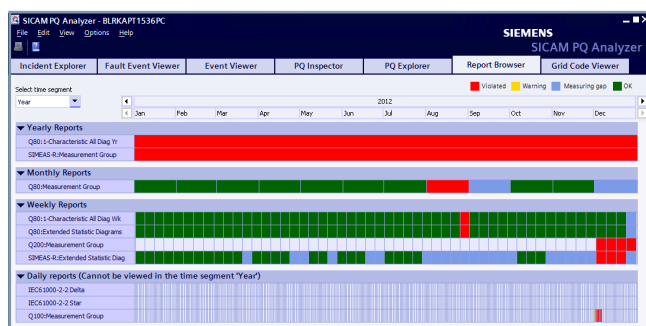 SICAM PQ Analyzer - BLRKAPT1536PC
File Edit View Options Help
SIEMENS
SICAM PQ Analyzer
Incident Explorer Fault Event Viewer Event Viewer PQ Inspector PQ Explorer Report Browser Grid Code Viewer
Select time segment
Violated Warning Measuring gap OK
Year
2012
Jan Feb Mar Apr May Jun Jul Aug Sep Oct Nov Dec
Yearly Reports
Q80:1-Characteristic All Diag Yr
SIMEAS-R:Measurement Group
Monthly Reports
Q80:Measurement Group
Weekly Reports
Q80:1-Characteristic All Diag Wk
Q80:Extended Statistic Diagrams
Q200:Measurement Group
SIMEAS-R:Extended Statistic Diag
Daily reports (Cannot be viewed in the time segment 'Year')
IEC61000-2-2 Delta
IEC61000-2-2 Star
Q100:Measurement Group